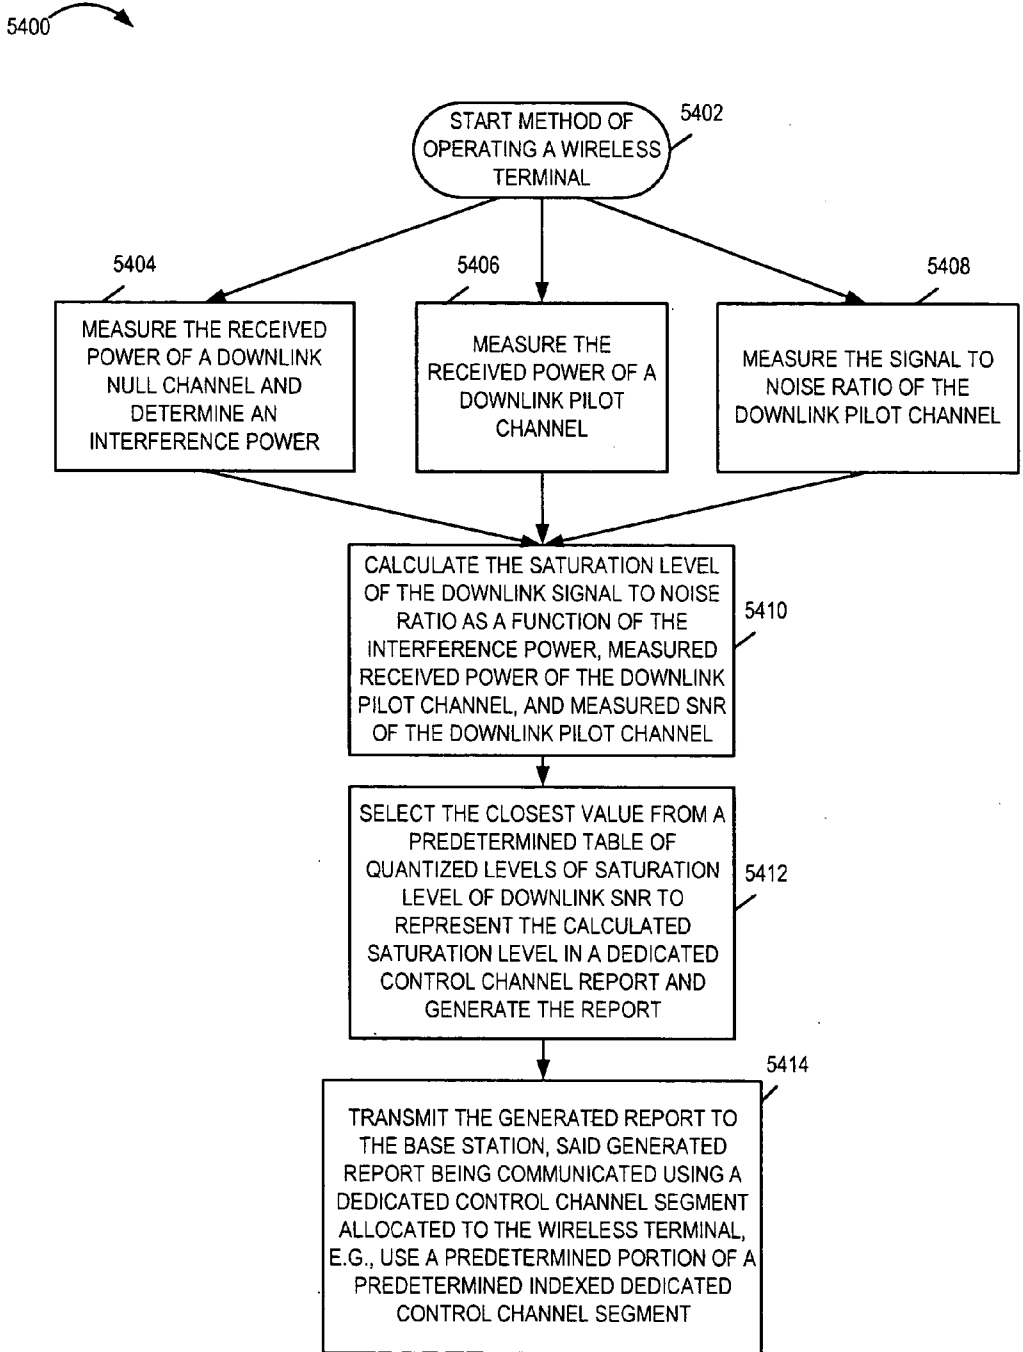 5400
START METHOD OF
OPERATING A WIRELESS
TERMINAL
5402
5404
MEASURE THE RECEIVED
POWER OF A DOWNLINK
NULL CHANNEL AND
DETERMINE AN
INTERFERENCE POWER
5406
MEASURE THE
RECEIVED POWER OF A
DOWNLINK PILOT
CHANNEL
5408
MEASURE THE SIGNAL TO
NOISE RATIO OF THE
DOWNLINK PILOT CHANNEL
CALCULATE THE SATURATION LEVEL
OF THE DOWNLINK SIGNAL TO NOISE
RATIO AS A FUNCTION OF THE
INTERFERENCE POWER, MEASURED
RECEIVED POWER OF THE DOWNLINK
PILOT CHANNEL, AND MEASURED SNR
OF THE DOWNLINK PILOT CHANNEL
5410
SELECT THE CLOSEST VALUE FROM A
PREDETERMINED TABLE OF
QUANTIZED LEVELS OF SATURATION
LEVEL OF DOWNLINK SNR TO
REPRESENT THE CALCULATED
SATURATION LEVEL IN A DEDICATED
CONTROL CHANNEL REPORT AND
GENERATE THE REPORT
5412
5414
TRANSMIT THE GENERATED REPORT TO
THE BASE STATION, SAID GENERATED
REPORT BEING COMMUNICATED USING A
DEDICATED CONTROL CHANNEL SEGMENT
ALLOCATED TO THE WIRELESS TERMINAL,
E.G., USE A PREDETERMINED PORTION OF A
PREDETERMINED INDEXED DEDICATED
CONTROL CHANNEL SEGMENT